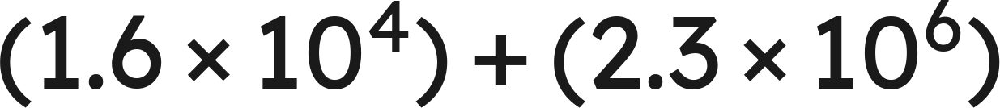 (1.6 × 10⁴) + (2.3 × 10⁶)